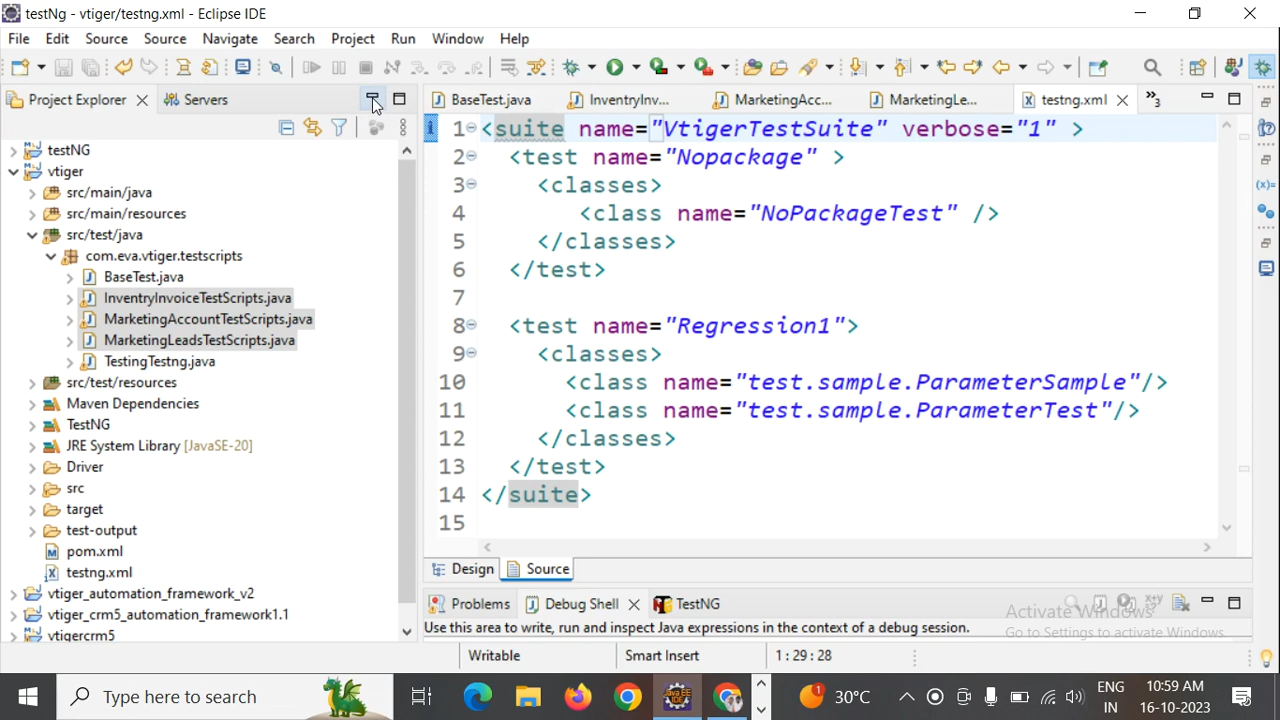 testNg - vtiger/testng.xml - Eclipse IDE
File Edit Source Source Navigate Search Project Run Window Help
Project Explorer Servers
BaseTest.java InventryInv... MarketingAcc... MarketingLe... testng.xml »3
testNG
vtiger
src/main/java
src/main/resources
src/test/java
com.eva.vtiger.testscripts
BaseTest.java
InventryInvoiceTestScripts.java
MarketingAccountTestScripts.java
MarketingLeadsTestScripts.java
TestingTestng.java
src/test/resources
Maven Dependencies
TestNG
JRE System Library [JavaSE-20]
Driver
src
target
test-output
pom.xml
testng.xml
vtiger_automation_framework_v2
vtiger_crm5_automation_framework1.1
vtigercrm5
1 <suite name="VtigerTestSuite" verbose="1" >
2 <test name="Nopackage" >
3 <classes>
4 <class name="NoPackageTest" />
5 </classes>
6 </test>
7
8 <test name="Regression1">
9 <classes>
10 <class name="test.sample.ParameterSample"/>
11 <class name="test.sample.ParameterTest"/>
12 </classes>
13 </test>
14 </suite>
15
Design Source
Problems Debug Shell TestNG
Use this area to write, run and inspect Java expressions in the context of a debug session.
Activate Windows
Go to Settings to activate Windows.
Writable Smart Insert 1 : 29 : 28
Type here to search
30°C
ENG
IN
10:59 AM
16-10-2023